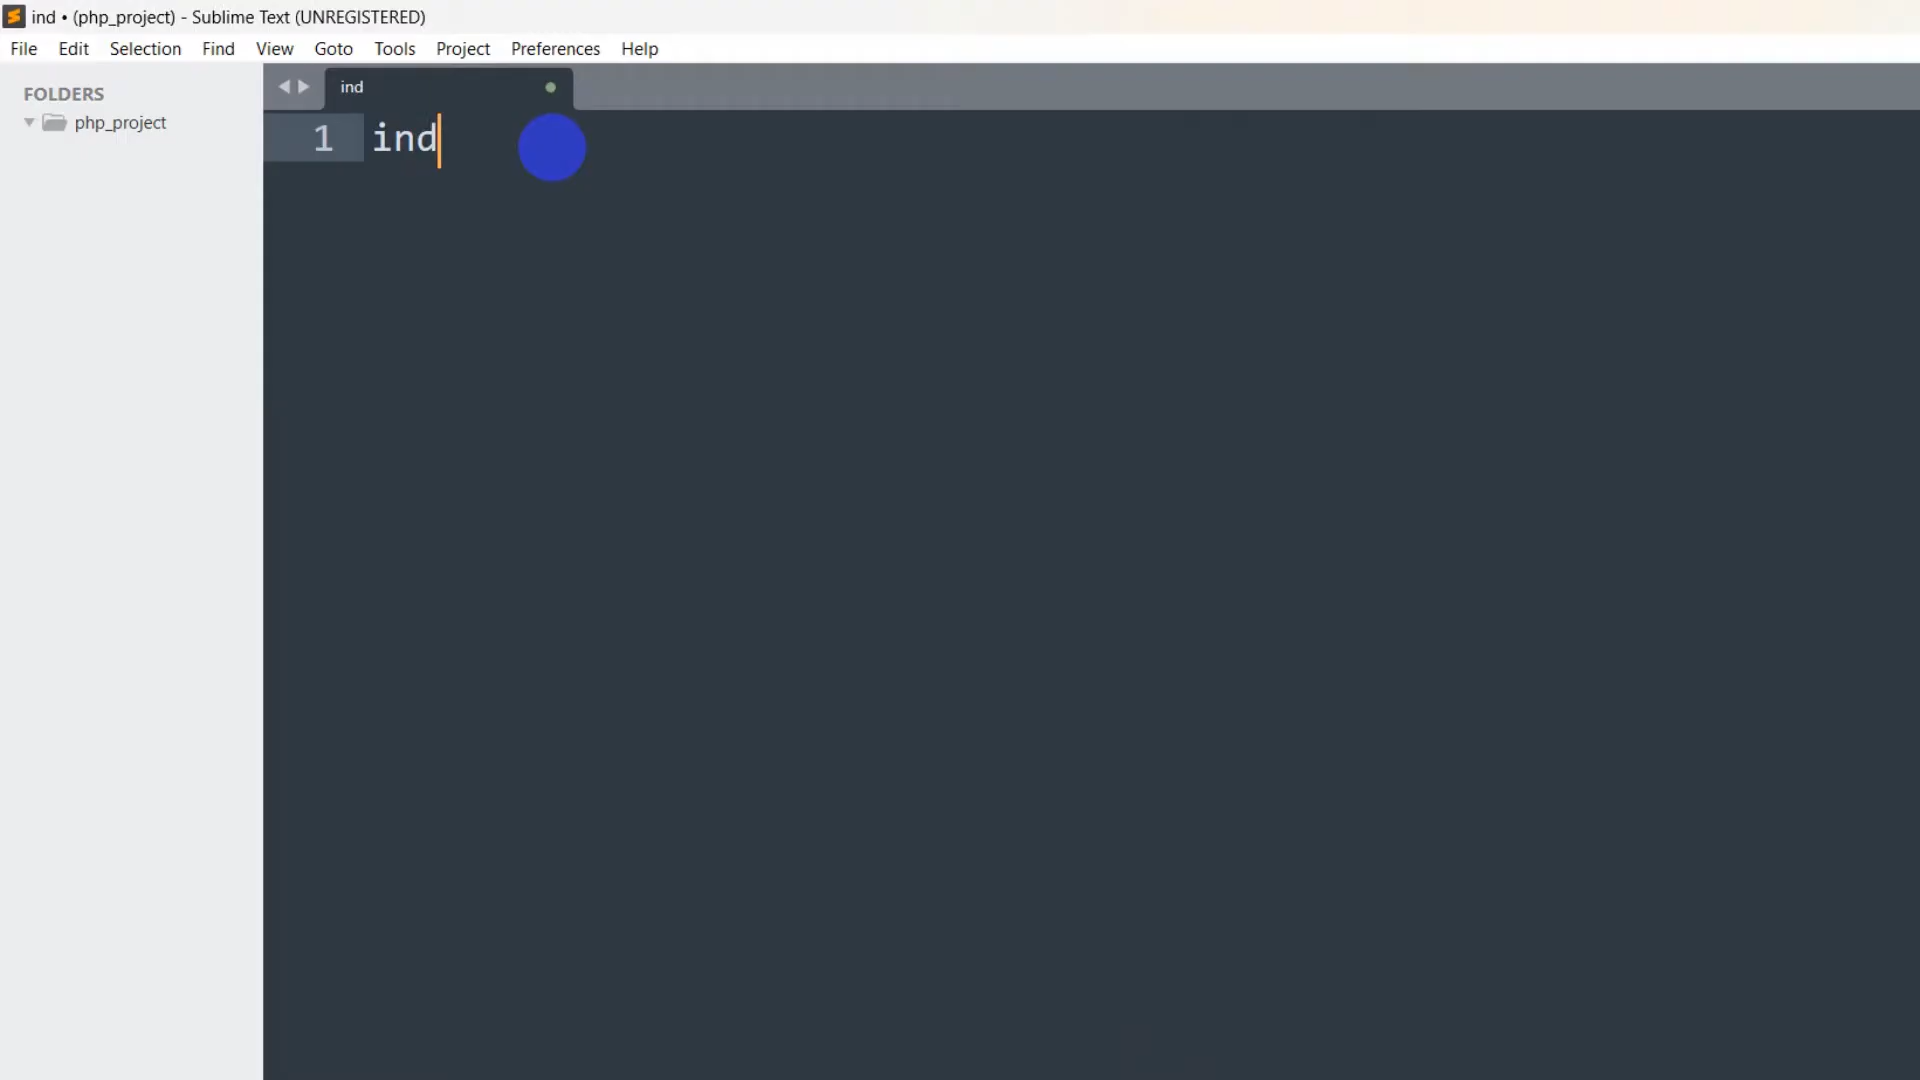 ind • (php_project) - Sublime Text (UNREGISTERED)
File Edit Selection Find View Goto Tools Project Preferences Help
FOLDERS
php_project
ind
1 ind